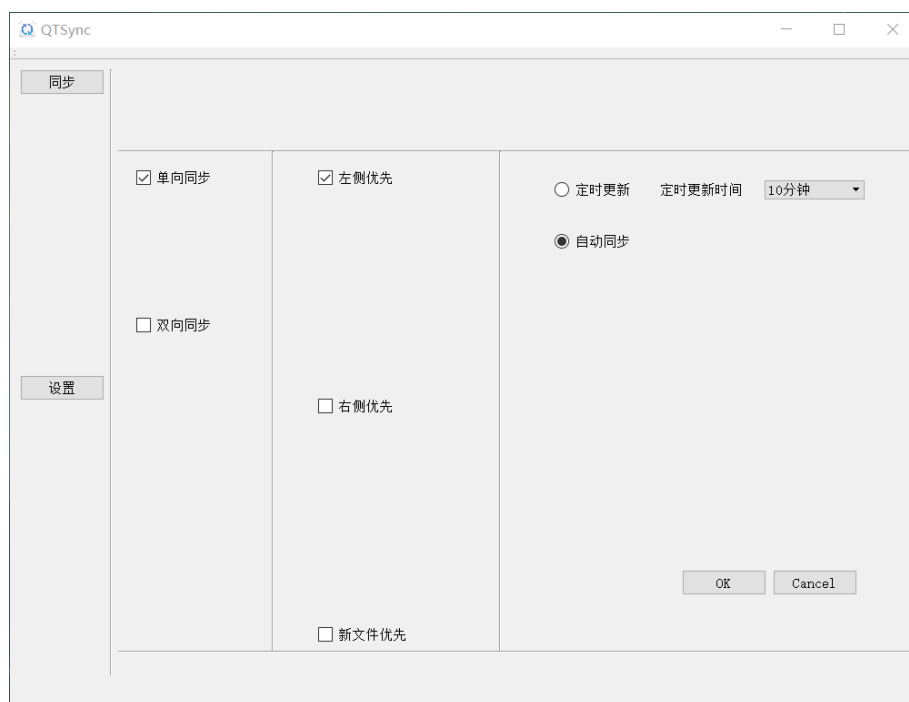 QTSync
同步
单向同步
左侧优先
定时更新 定时更新时间 10分钟
自动同步
双向同步
设置
右侧优先
OK Cancel
新文件优先